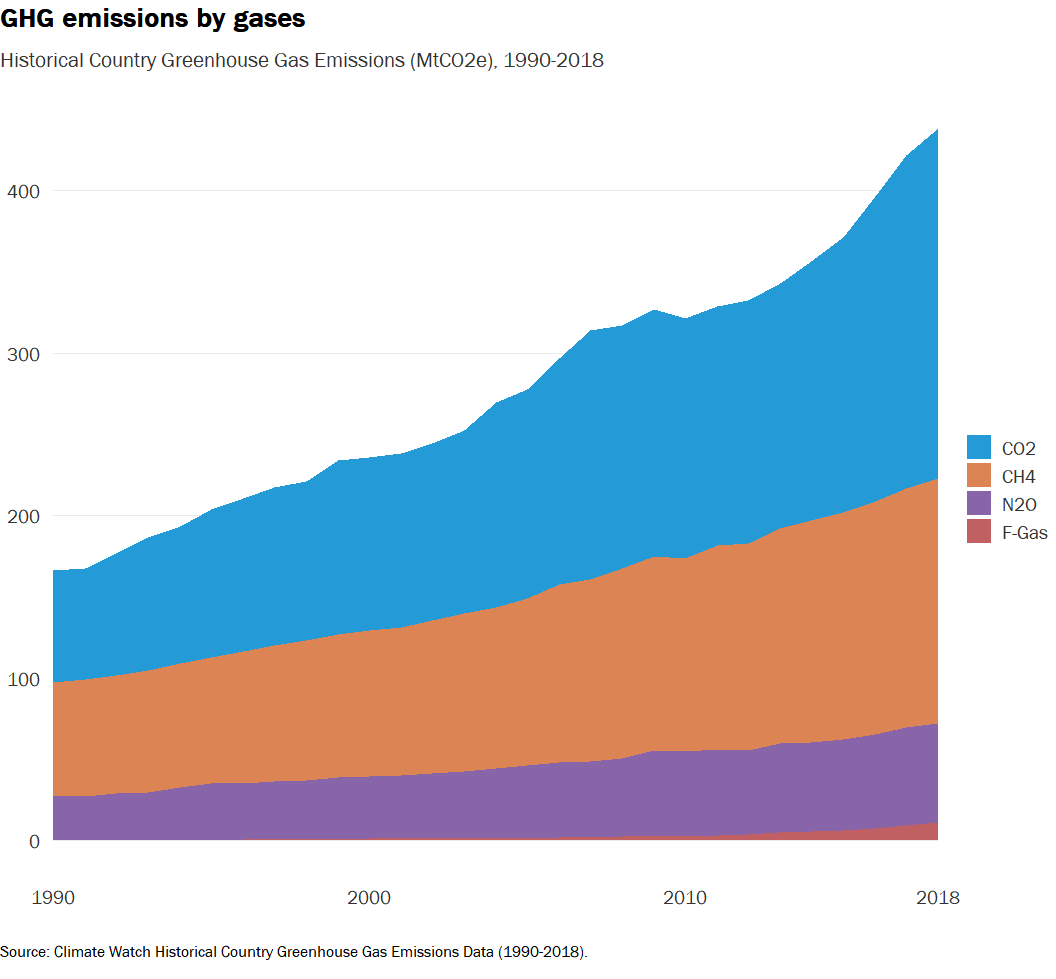 GHG emissions by gases
Historical Country Greenhouse Gas Emissions (MtCO2e), 1990-2018
400
300
200
100
0
CO2
CH4
N2O
F-Gas
1990 2000 2010 2018
Source: Climate Watch Historical Country Greenhouse Gas Emissions Data (1990-2018).